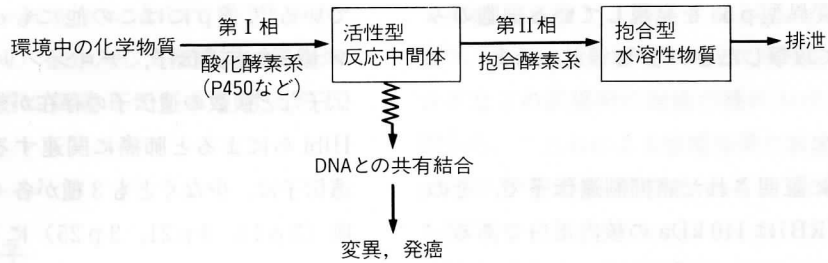 環境中の化学物質
第Ⅰ相
酸化酵素系
(P450など)
活性型
反応中間体
第II相
抱合酵素系
抱合型
水溶性物質
排泄
DNAとの共有結合
変異，発癌